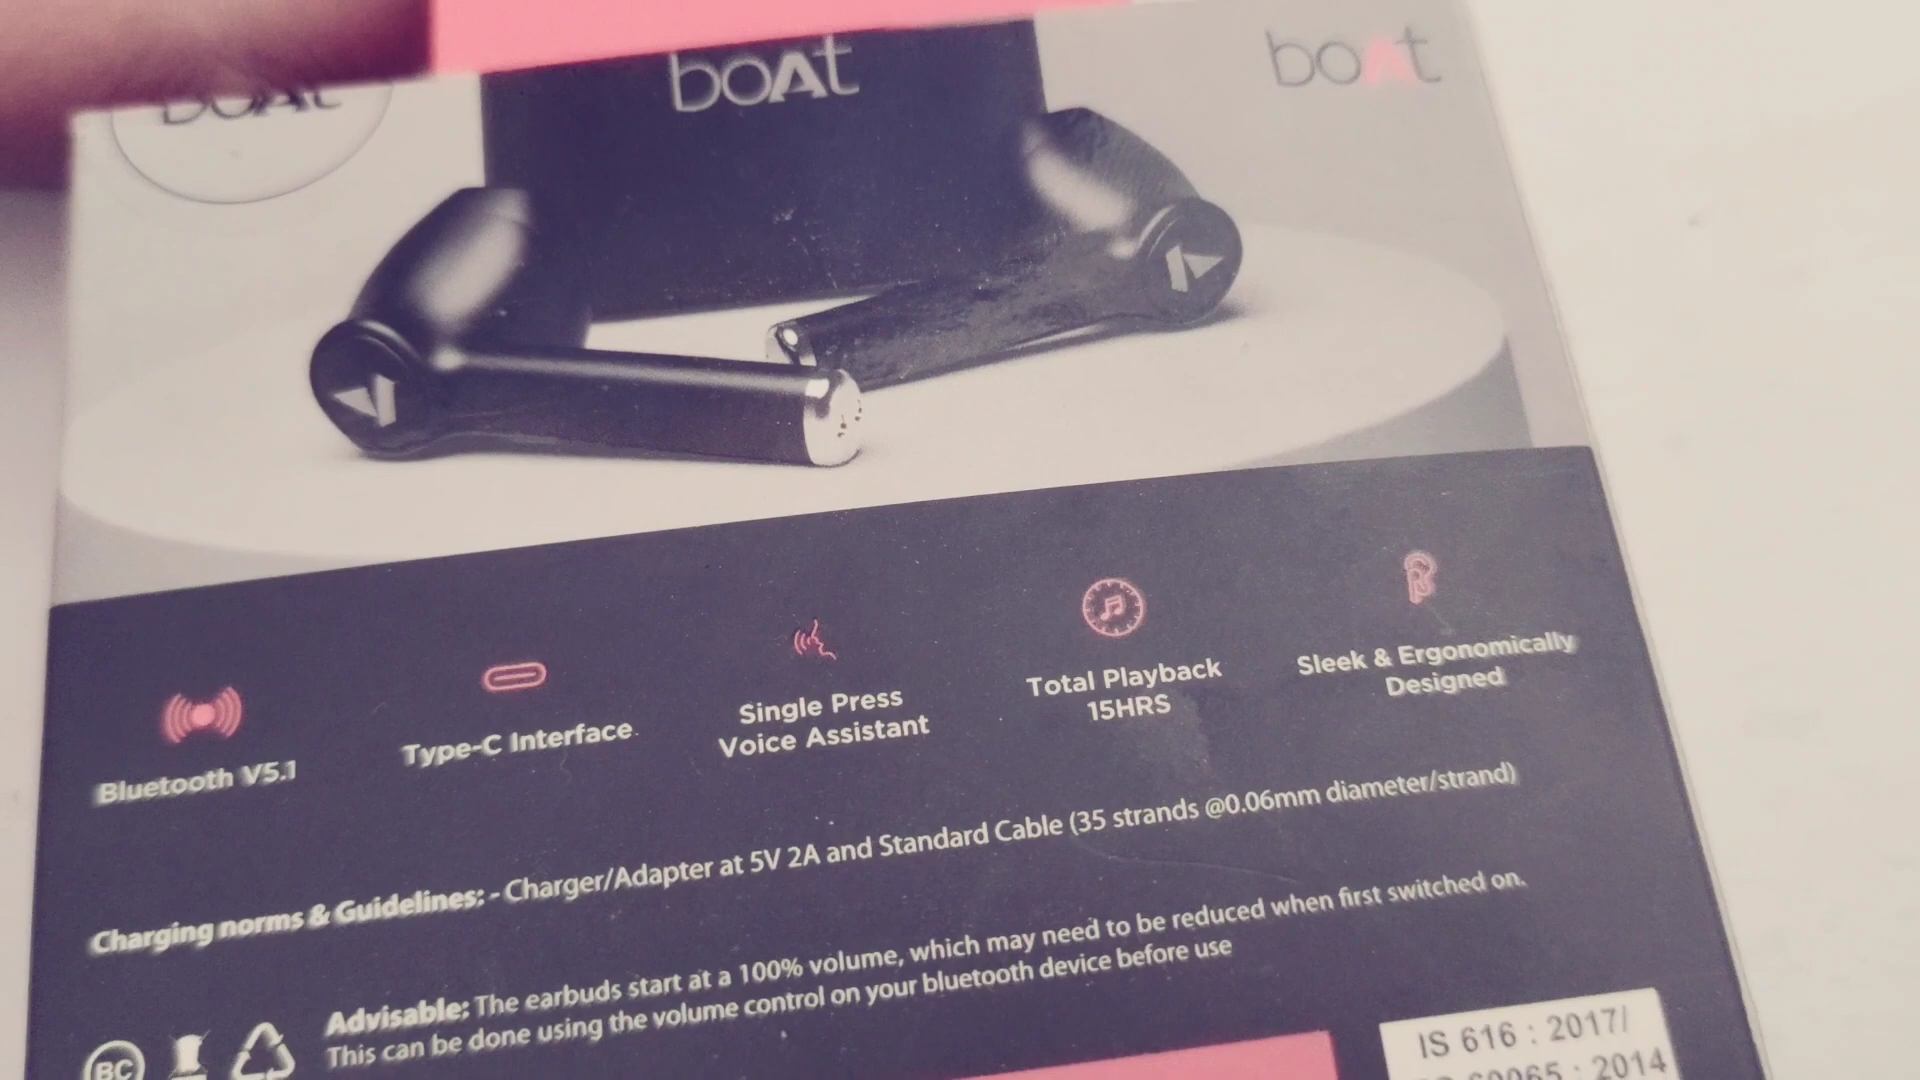 boAt
boAt
boAt
Bluetooth V5.1
Type-C Interface
Single Press
Voice Assistant
Total Playback
15HRS
Sleek & Ergonomically
Designed
Charging norms & Guidelines: - Charger/Adapter at 5V 2A and Standard Cable (35 strands @0.06mm diameter/strand)
Advisable: The earbuds start at a 100% volume, which may need to be reduced when first switched on.
This can be done using the volume control on your bluetooth device before use
BC
IS 616 : 2017/
60065 : 2014